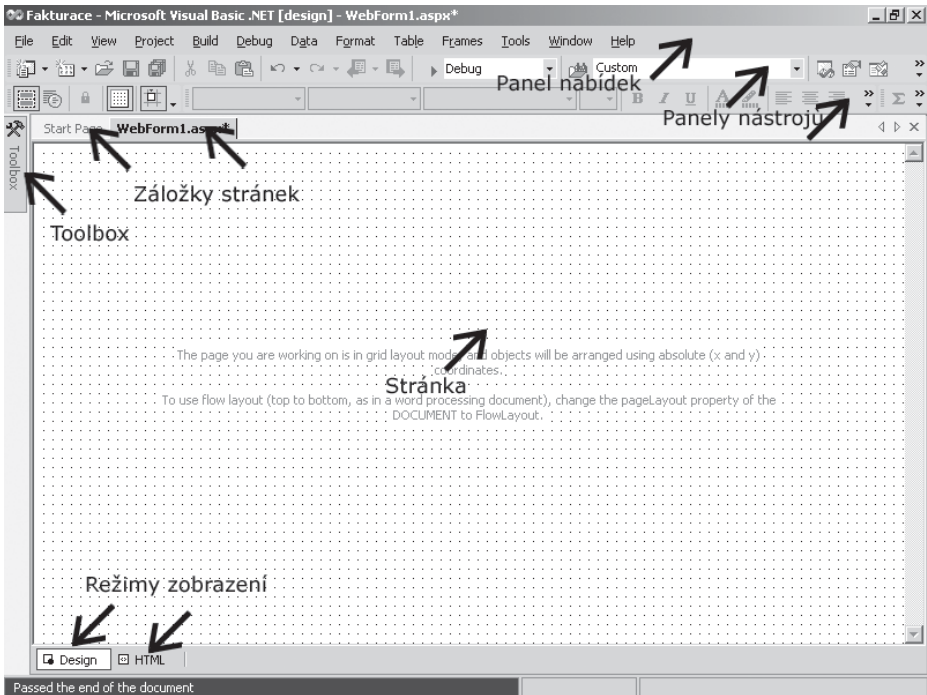 Fakturace - Microsoft Visual Basic .NET [design] - WebForm1.aspx*
File Edit View Project Build Debug Data Format Table Frames Tools Window Help
Debug Custom
Panel nabídek
B I U A Σ
Panely nástrojů
Start Page WebForm1.aspx*
Toolbox
Záložky stránek
Toolbox
The page you are working on is in grid layout mode, and objects will be arranged using absolute (x and y)
coordinates.
Stránka
To use flow layout (top to bottom, as in a word processing document), change the pageLayout property of the
DOCUMENT to FlowLayout.
Režimy zobrazení
Design HTML
Passed the end of the document